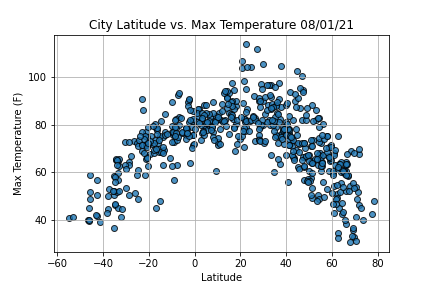 City Latitude vs. Max Temperature 08/01/21
Max Temperature (F)
100
80
60
40
−60 −40 −20 0 20 40 60 80
Latitude